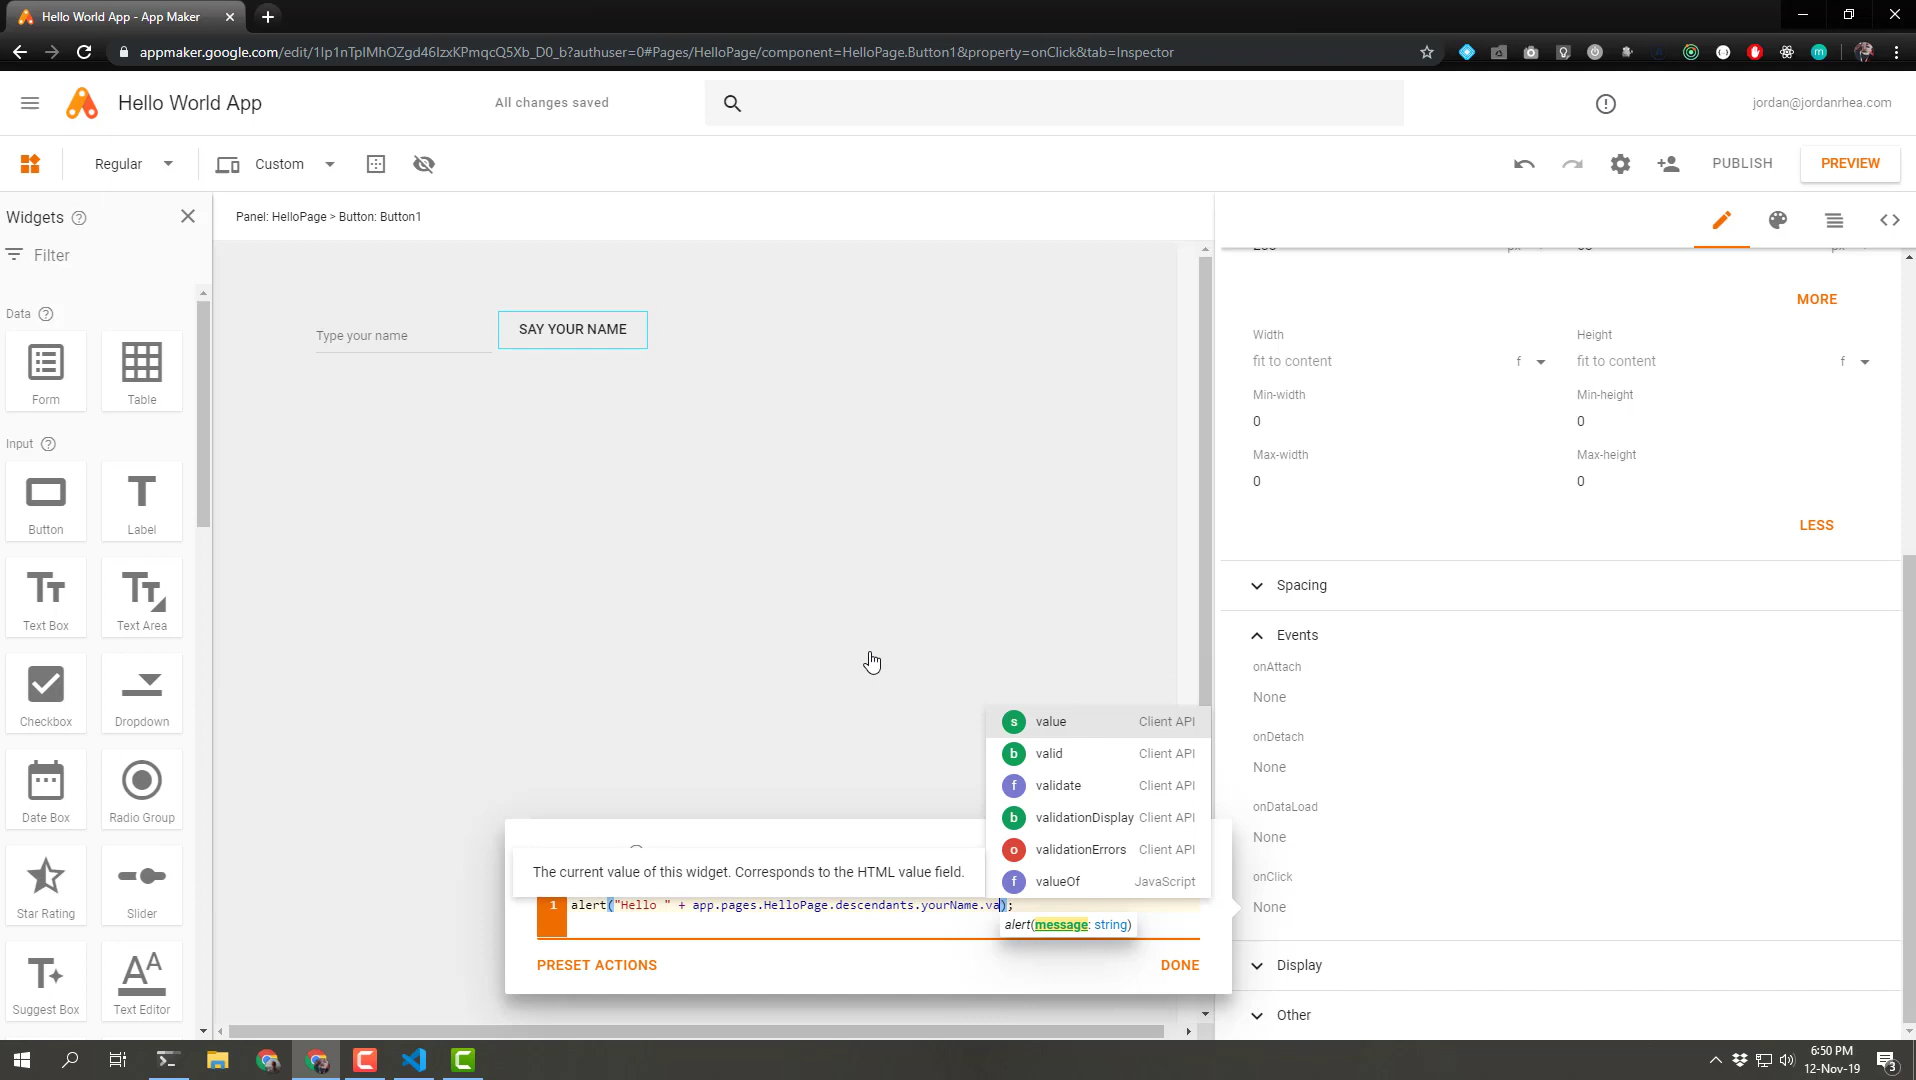 Hello World App - App Maker
appmaker.google.com/edit/1Ip1nTplMhOZgd46IzxKPmqcQ5Xb_D0_b?authuser=0#Pages/HelloPage/component=HelloPage.Button1&property=onClick&tab=Inspector
Hello World App
All changes saved
jordan@jordanrhea.com
Regular
Custom
PUBLISH
PREVIEW
Widgets
Filter
Panel: HelloPage > Button: Button1
Data
Form
Table
Input
Button
Label
Text Box
Text Area
Checkbox
Dropdown
Date Box
Radio Group
Star Rating
Slider
Suggest Box
Text Editor
Type your name
SAY YOUR NAME
px
px
MORE
Width
Height
fit to content
f
fit to content
f
Min-width
Min-height
0
0
Max-width
Max-height
0
0
LESS
Spacing
Events
onAttach
None
onDetach
None
onDataLoad
None
onClick
None
Display
Other
s value Client API
b valid Client API
f validate Client API
b validationDisplay Client API
o validationErrors Client API
f valueOf JavaScript
The current value of this widget. Corresponds to the HTML value field.
1 alert("Hello " + app.pages.HelloPage.descendants.yourName.va);
alert(message: string)
PRESET ACTIONS
DONE
6:50 PM
12-Nov-19
3